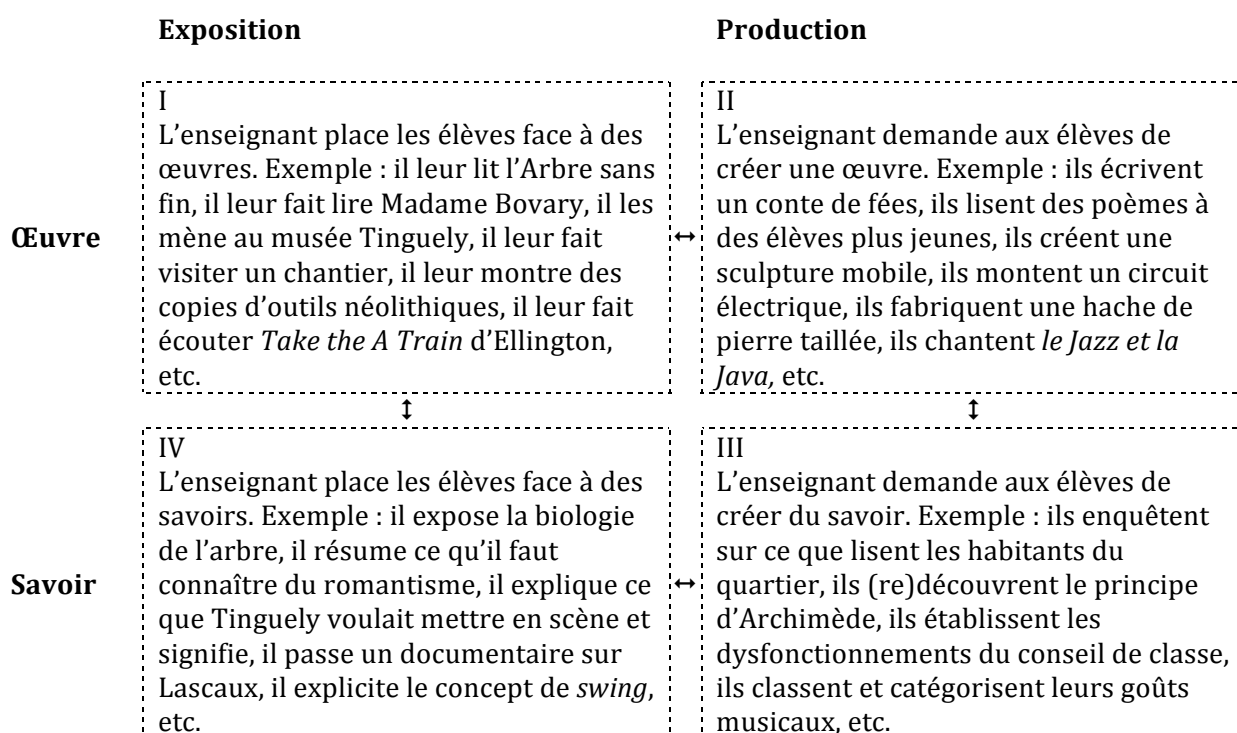 Exposition
Production
Œuvre
I
L’enseignant place les élèves face à des
œuvres. Exemple : il leur lit l’Arbre sans
fin, il leur fait lire Madame Bovary, il les
mène au musée Tinguely, il leur fait
visiter un chantier, il leur montre des
copies d’outils néolithiques, il leur fait
écouter Take the A Train d’Ellington,
etc.
↔
II
L’enseignant demande aux élèves de
créer une œuvre. Exemple : ils écrivent
un conte de fées, ils lisent des poèmes à
des élèves plus jeunes, ils créent une
sculpture mobile, ils montent un circuit
électrique, ils fabriquent une hache de
pierre taillée, ils chantent le Jazz et la
Java, etc.
↕
↕
Savoir
IV
L’enseignant place les élèves face à des
savoirs. Exemple : il expose la biologie
de l’arbre, il résume ce qu’il faut
connaître du romantisme, il explique ce
que Tinguely voulait mettre en scène et
signifie, il passe un documentaire sur
Lascaux, il explicite le concept de swing,
etc.
↔
III
L’enseignant demande aux élèves de
créer du savoir. Exemple : ils enquêtent
sur ce que lisent les habitants du
quartier, ils (re)découvrent le principe
d’Archimède, ils établissent les
dysfonctionnements du conseil de classe,
ils classent et catégorisent leurs goûts
musicaux, etc.